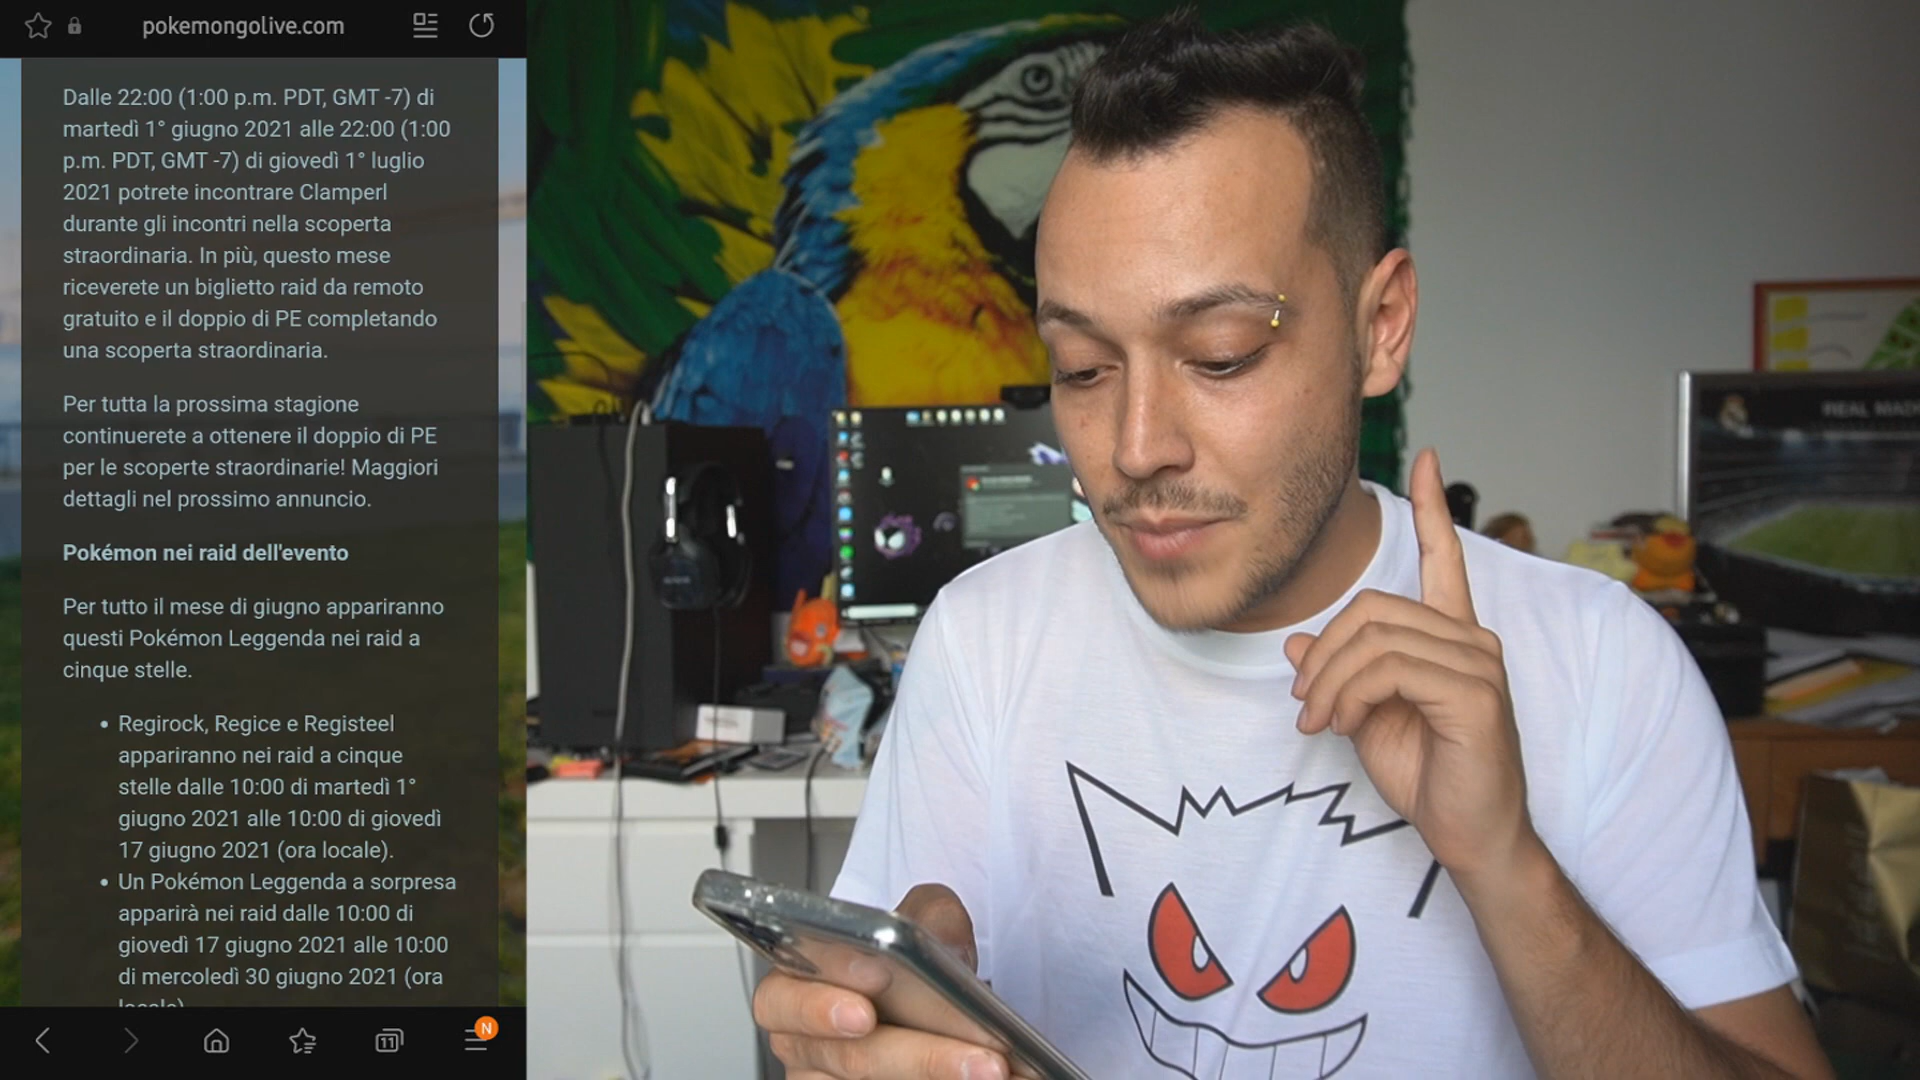 pokemongolive.com
Dalle 22:00 (1:00 p.m. PDT, GMT -7) di
martedì 1° giugno 2021 alle 22:00 (1:00
p.m. PDT, GMT -7) di giovedì 1° luglio
2021 potrete incontrare Clamperl
durante gli incontri nella scoperta
straordinaria. In più, questo mese
riceverete un biglietto raid da remoto
gratuito e il doppio di PE completando
una scoperta straordinaria.
Per tutta la prossima stagione
continuerete a ottenere il doppio di PE
per le scoperte straordinarie! Maggiori
dettagli nel prossimo annuncio.
Pokémon nei raid dell'evento
Per tutto il mese di giugno appariranno
questi Pokémon Leggenda nei raid a
cinque stelle.
• Regirock, Regice e Registeel
appariranno nei raid a cinque
stelle dalle 10:00 di martedì 1°
giugno 2021 alle 10:00 di giovedì
17 giugno 2021 (ora locale).
• Un Pokémon Leggenda a sorpresa
apparirà nei raid dalle 10:00 di
giovedì 17 giugno 2021 alle 10:00
di mercoledì 30 giugno 2021 (ora
11
N
REAL